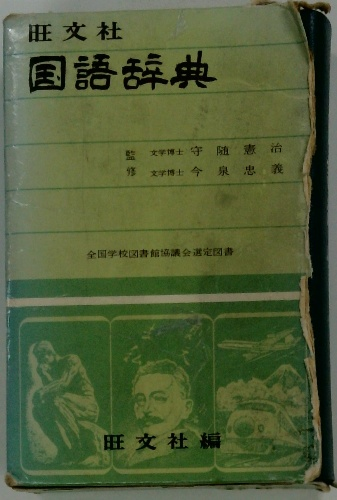 旺文社
国語辞典
監 文学博士 守随憲治
修 文学博士 今泉忠義
全国学校図書館協議会選定図書
旺文社編